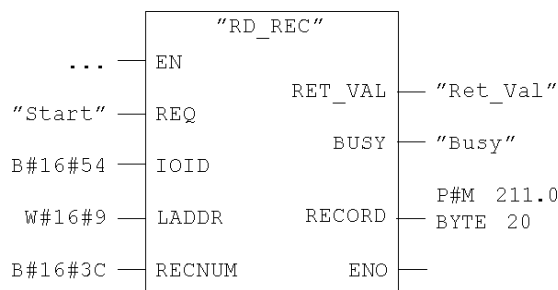 "RD_REC"
... EN
RET_VAL "Ret_Val"
"Start" REQ
BUSY "Busy"
B#16#54 IOID
P#M 211.0
W#16#9 LADDR RECORD BYTE 20
B#16#3C RECNUM ENO